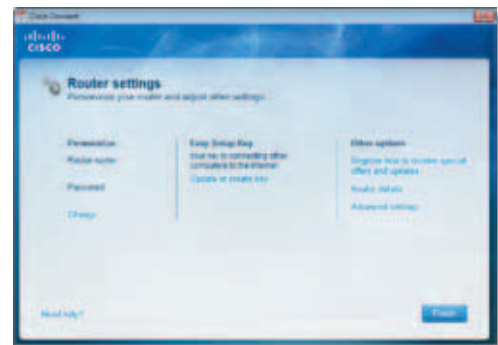 Cisco Connect
CISCO
Router settings
Personalize your router and adjust other settings.
Personalize
Router name
Password
Change
Easy Setup Key
Your key to connecting other
computers to the Internet
Update or create key
Other options
Register now to receive special
offers and updates
Router details
Advanced settings
Need help?
Finish